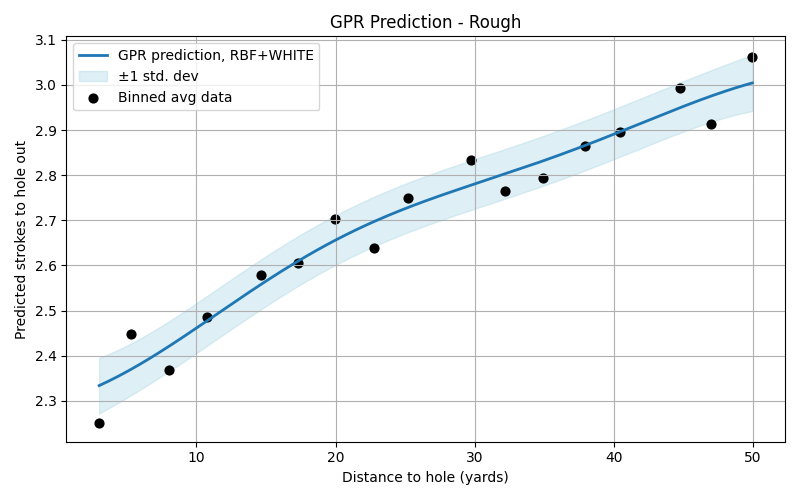 GPR Prediction - Rough
GPR prediction, RBF+WHITE
±1 std. dev
Binned avg data
Predicted strokes to hole out
3.1
3.0
2.9
2.8
2.7
2.6
2.5
2.4
2.3
10
20
30
40
50
Distance to hole (yards)